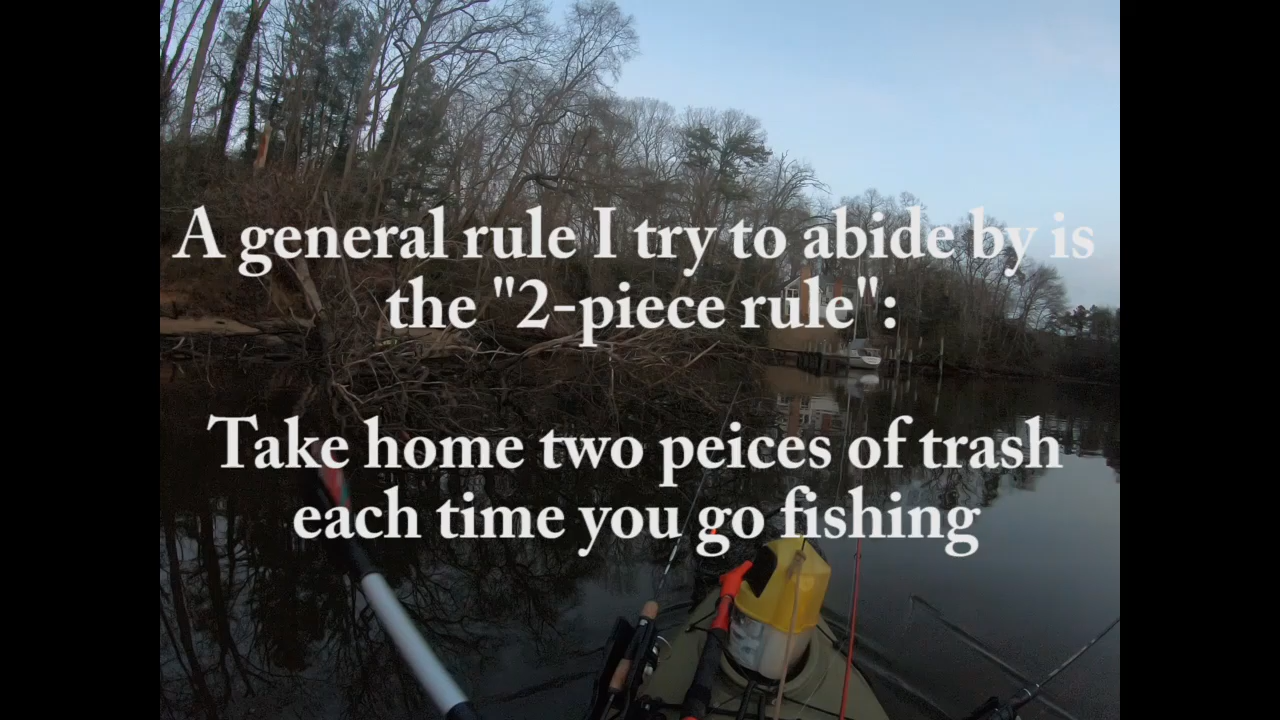 A general rule I try to abide by is
the "2-piece rule":
Take home two peices of trash
each time you go fishing